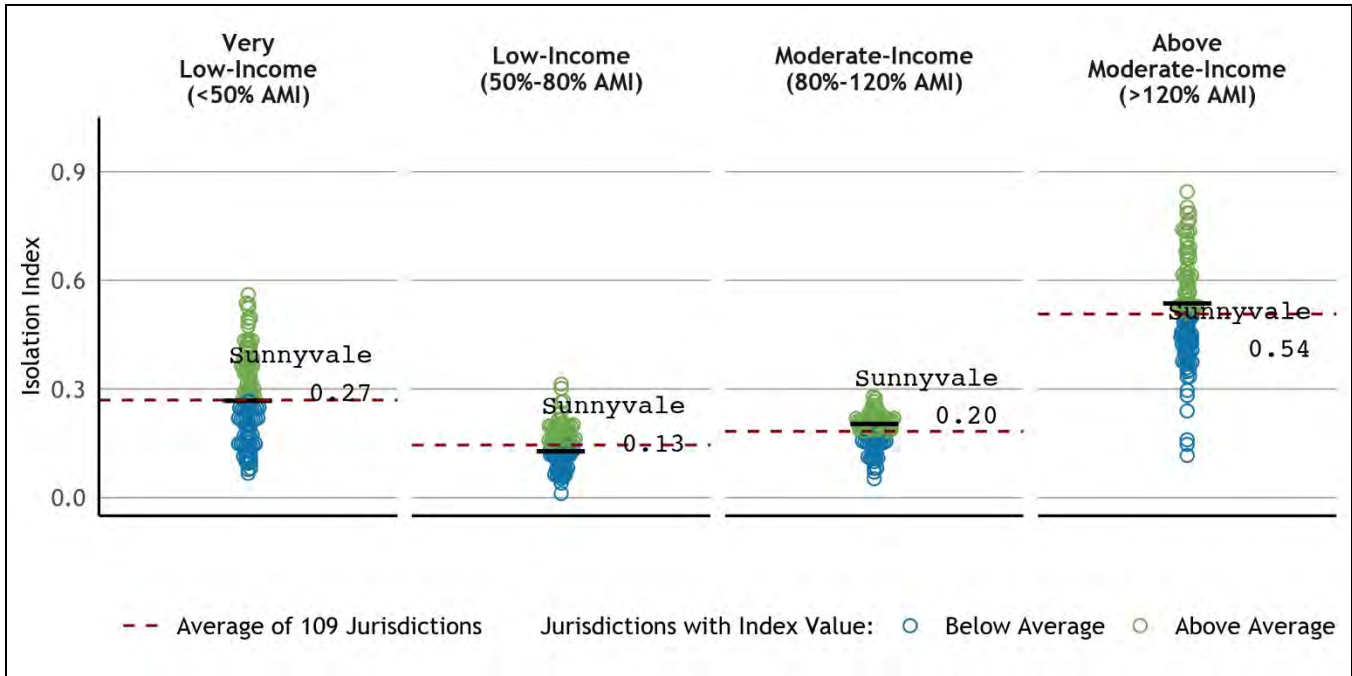 Very
Low-Income
(<50% AMI)
Low-Income
(50%-80% AMI)
Moderate-Income
(80%-120% AMI)
Above
Moderate-Income
(>120% AMI)
Isolation Index
0.9
0.6
0.3
0.0
Sunnyvale
0.27
Sunnyvale
0.13
Sunnyvale
0.20
Sunnyvale
0.54
Average of 109 Jurisdictions
Jurisdictions with Index Value:
Below Average
Above Average